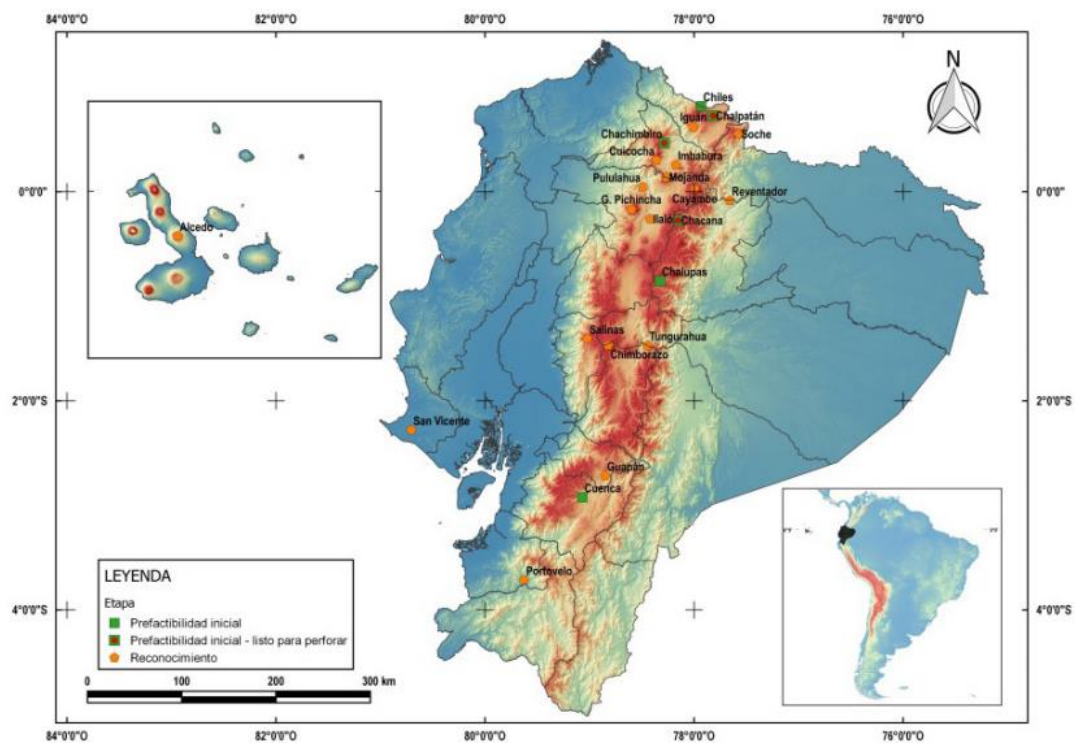 84°0'0"O 82°0'0"O 80°0'0"O 78°0'0"O 76°0'0"O
N
Chiles
Iguán Chalpatán
Soche
Chachimbiro
Cuicocha
Imbabura
Pululahua
Mojanda
0°0'0" 0°0'0"
Cayambe
Reventador
G. Pichincha
Ilaló
Chacana
Alcedo
Chalupas
Salinas
Tungurahua
Chimborazo
2°0'0"S 2°0'0"S
San Vicente
Guapán
Cuenca
Portovelo
LEYENDA
Etapa
Prefactibilidad inicial
Prefactibilidad inicial - listo para perforar
Reconocimiento
4°0'0"S 4°0'0"S
0 100 200 300 km
84°0'0"O 82°0'0"O 80°0'0"O 78°0'0"O 76°0'0"O